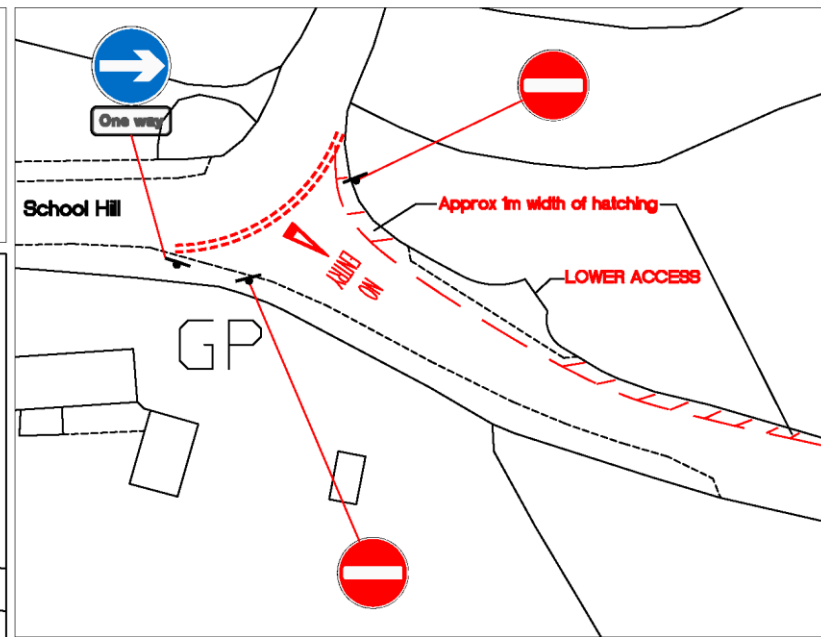 One way
School Hill
Approx 1m width of hatching
LOWER ACCESS
NO
ENTRY
GP